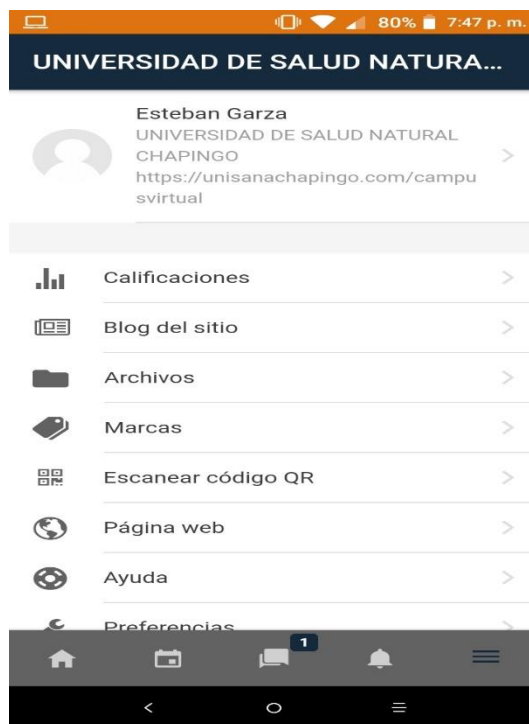 80% 7:47 p. m.
UNIVERSIDAD DE SALUD NATURA...
Esteban Garza
UNIVERSIDAD DE SALUD NATURAL
CHAPINGO
https://unisanachapingo.com/campu
svirtual
Calificaciones
Blog del sitio
Archivos
Marcas
Escanear código QR
Página web
Ayuda
Preferencias
1